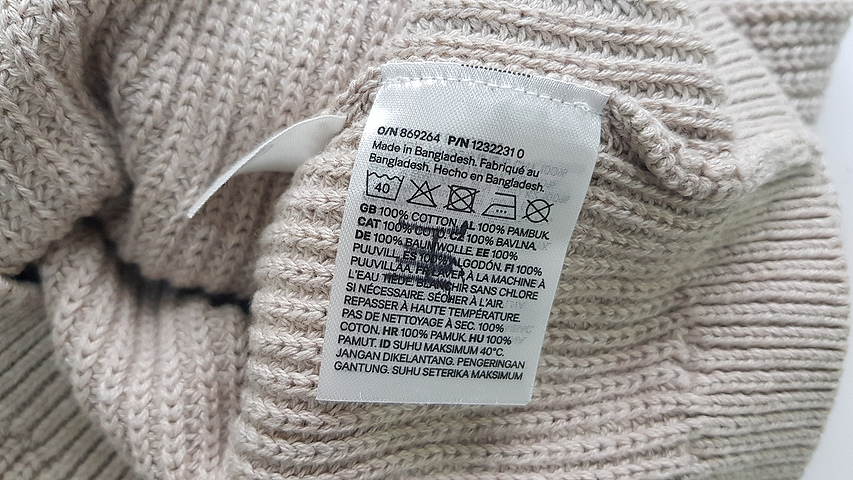 O/N 869264 P/N 1232231 0
Made in Bangladesh. Fabriqué au
Bangladesh. Hecho en Bangladesh.
40
GB 100% COTTON. AL 100% PAMBUK.
CAT 100% COTÓ. CZ 100% BAVLNA.
DE 100% BAUMWOLLE. EE 100%
PUUVILL. ES 100% ALGODÓN. FI 100%
PUUVILLAA. FR LAVER À LA MACHINE À
L'EAU TIÈDE. BLANCHIR SANS CHLORE
SI NÉCESSAIRE. SÉCHER À L'AIR.
REPASSER À HAUTE TEMPÉRATURE
PAS DE NETTOYAGE À SEC. 100%
COTON. HR 100% PAMUK. HU 100%
PAMUT. ID SUHU MAKSIMUM 40°C.
JANGAN DIKELANTANG. PENGERINGAN
GANTUNG. SUHU SETERIKA MAKSIMUM